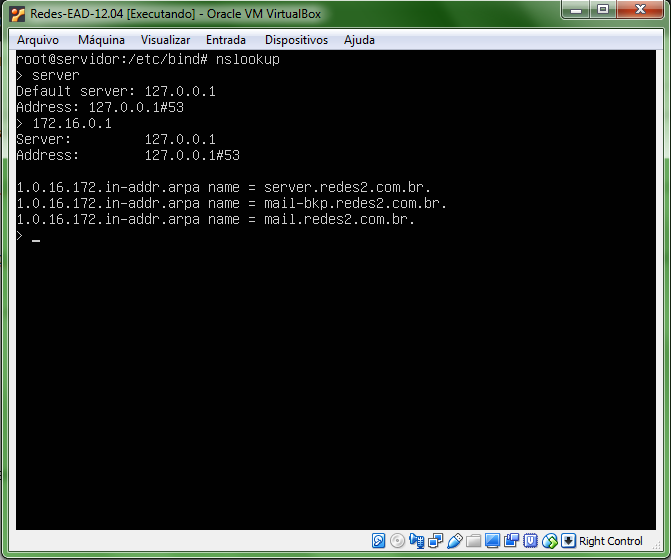 Redes-EAD-12.04 [Executando] - Oracle VM VirtualBox
Arquivo Máquina Visualizar Entrada Dispositivos Ajuda
root@servidor:/etc/bind# nslookup
> server
Default server: 127.0.0.1
Address: 127.0.0.1#53
> 172.16.0.1
Server:         127.0.0.1
Address:        127.0.0.1#53
1.0.16.172.in-addr.arpa name = server.redes2.com.br.
1.0.16.172.in-addr.arpa name = mail-bkp.redes2.com.br.
1.0.16.172.in-addr.arpa name = mail.redes2.com.br.
> _
Right Control